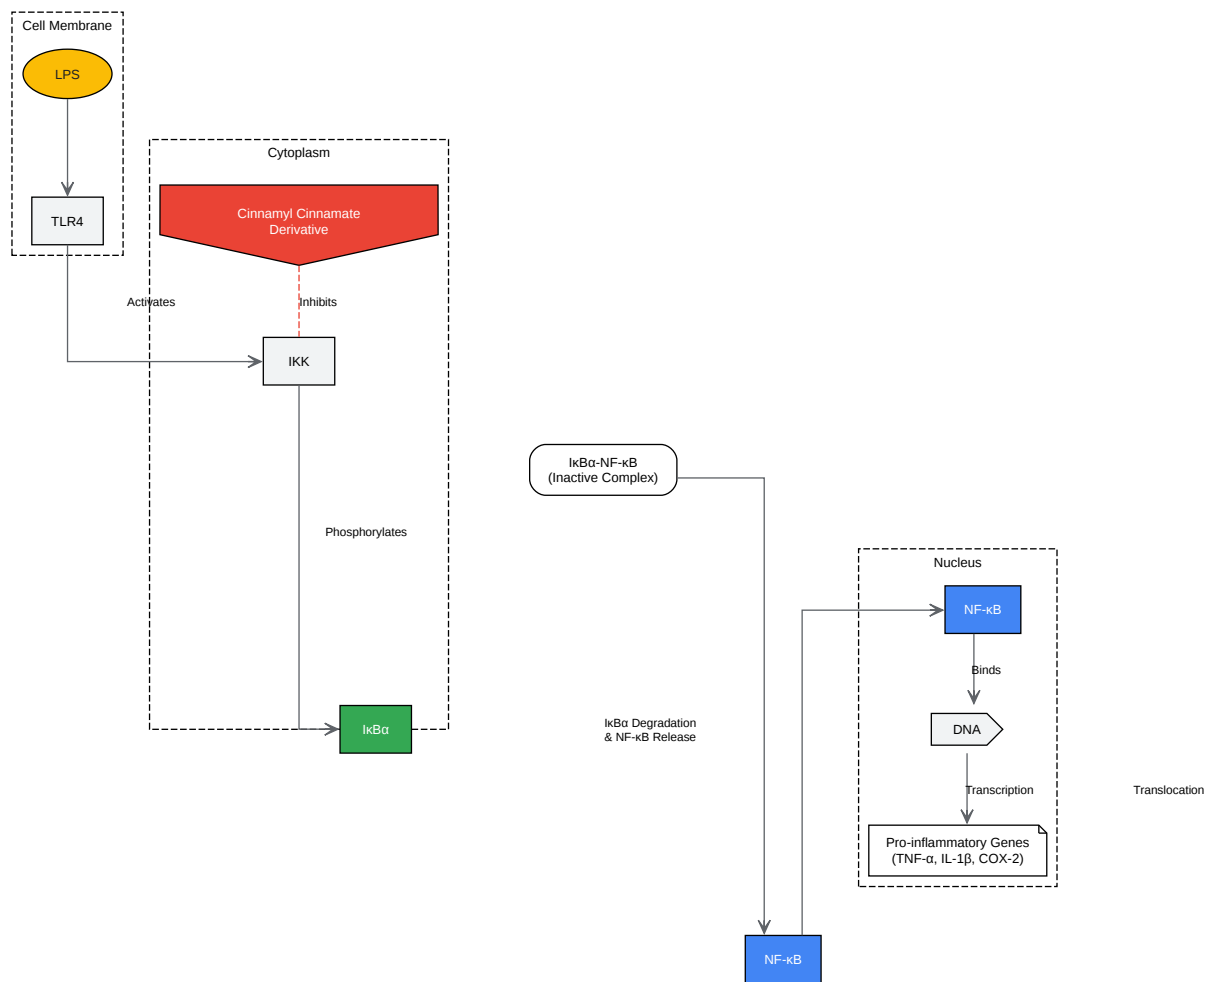 Cell Membrane
LPS
TLR4
Cytoplasm
Cinnamyl Cinnamate
Derivative
Activates
Inhibits
IKK
Phosphorylates
IκBα
IκBα-NF-κB
(Inactive Complex)
IκBα Degradation
& NF-κB Release
NF-κB
Nucleus
NF-κB
Binds
DNA
Transcription
Translocation
Pro-inflammatory Genes
(TNF-α, IL-1β, COX-2)